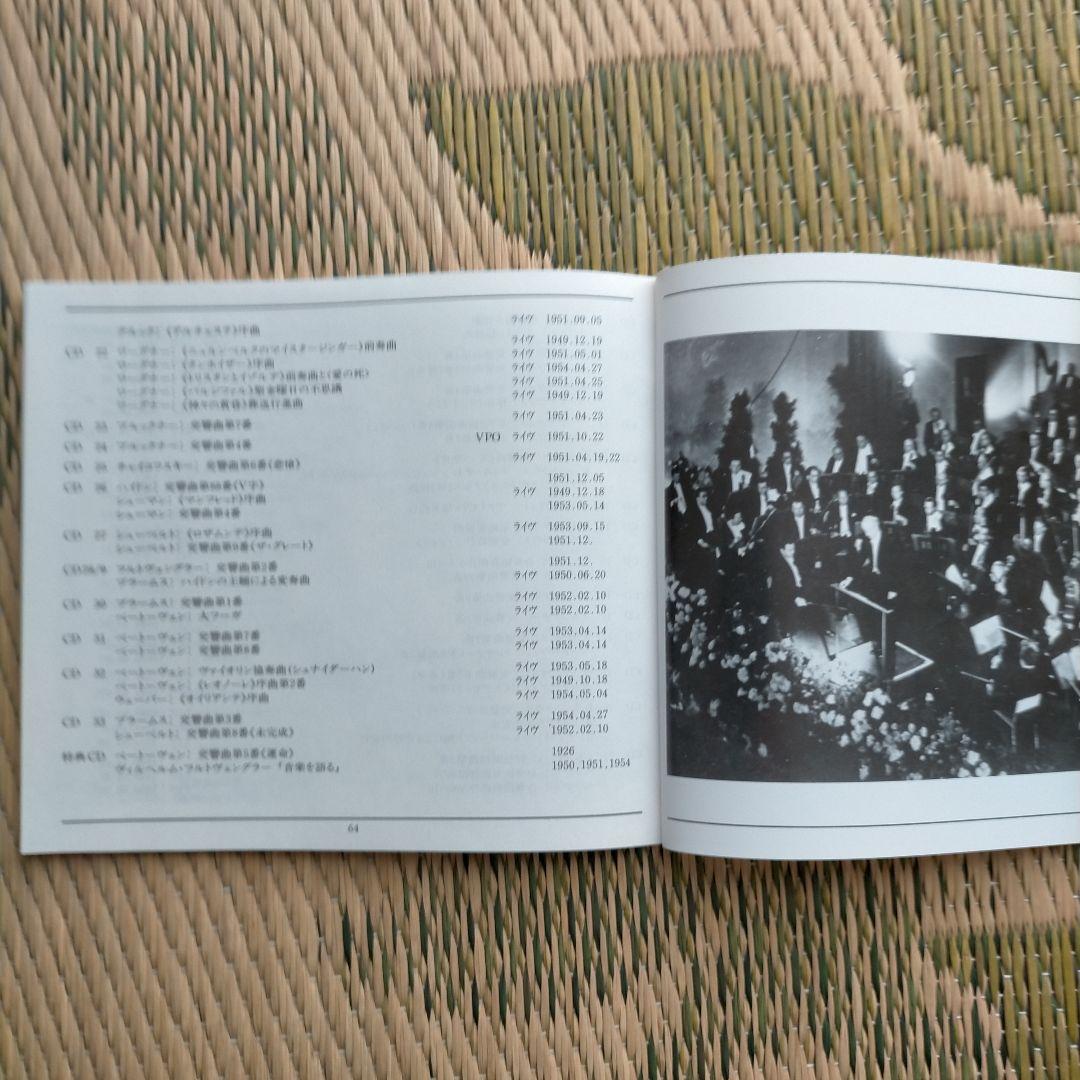 グルック：《アルチェステ》序曲 ライヴ 1951.09.05
CD 22 ワーグナー：《ニュルンベルクのマイスタージンガー》前奏曲 ライヴ 1949.12.19
ワーグナー：《タンホイザー》序曲 ライヴ 1951.05.01
ワーグナー：《トリスタンとイゾルデ》前奏曲と《愛の死》 ライヴ 1954.04.27
ワーグナー：《パルジファル》聖金曜日の不思議 ライヴ 1951.04.25
ワーグナー：《神々の黄昏》葬送行進曲 ライヴ 1949.12.19
CD 23 ブルックナー：交響曲第7番 ライヴ 1951.04.23
CD 24 ブルックナー：交響曲第4番 VPO ライヴ 1951.10.22
CD 25 チャイコフスキー：交響曲第6番《悲愴》 ライヴ 1951.04.19,22
CD 26 ハイドン：交響曲第88番《V字》 1951.12.05
シューマン：《マンフレッド》序曲 ライヴ 1949.12.18
シューマン：交響曲第4番 1953.05.14
CD 27 シューベルト：《ロザムンデ》序曲 ライヴ 1953.09.15
シューベルト：交響曲第9番《ザ・グレート》 1951.12.
CD28/9 フルトヴェングラー：交響曲第2番 1951.12.
ブラームス：ハイドンの主題による変奏曲 ライヴ 1950.06.20
CD 30 ブラームス：交響曲第1番 ライヴ 1952.02.10
ベートーヴェン：大フーガ ライヴ 1952.02.10
CD 31 ベートーヴェン：交響曲第7番 ライヴ 1953.04.14
ベートーヴェン：交響曲第8番 ライヴ 1953.04.14
CD 32 ベートーヴェン：ヴァイオリン協奏曲(シュナイダーハン) ライヴ 1953.05.18
ベートーヴェン：《レオノーレ》序曲第2番 ライヴ 1949.10.18
ウェーバー：《オイリアンテ》序曲 ライヴ 1954.05.04
CD 33 ブラームス：交響曲第3番 ライヴ 1954.04.27
シューベルト：交響曲第8番《未完成》 ライヴ 1952.02.10
特典CD ベートーヴェン：交響曲第5番《運命》 1926
ヴィルヘルム・フルトヴェングラー「音楽を語る」 1950,1951,1954
64